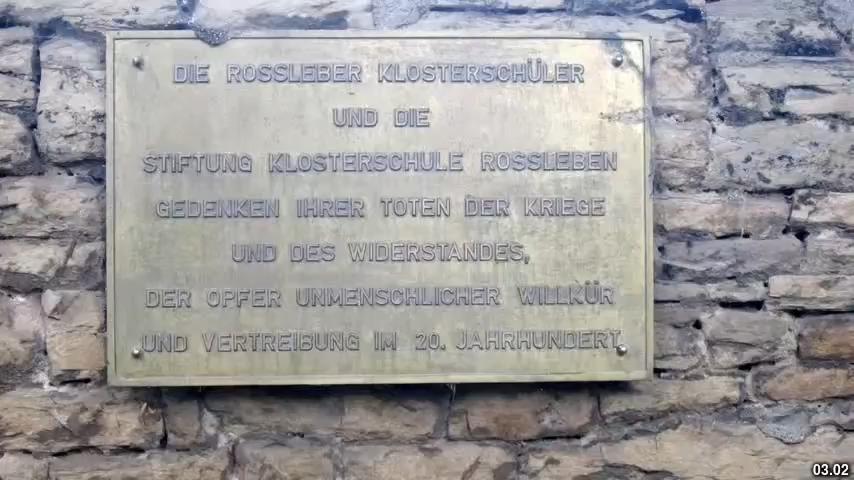 DIE ROSSLEBER KLOSTERSCHÜLER
UND DIE
STIFTUNG KLOSTERSCHULE ROSSLEBEN
GEDENKEN IHRER TOTEN DER KRIEGE
UND DES WIDERSTANDES,
DER OPFER UNMENSCHLICHER WILLKÜR
UND VERTREIBUNG IM 20. JAHRHUNDERT
03.02